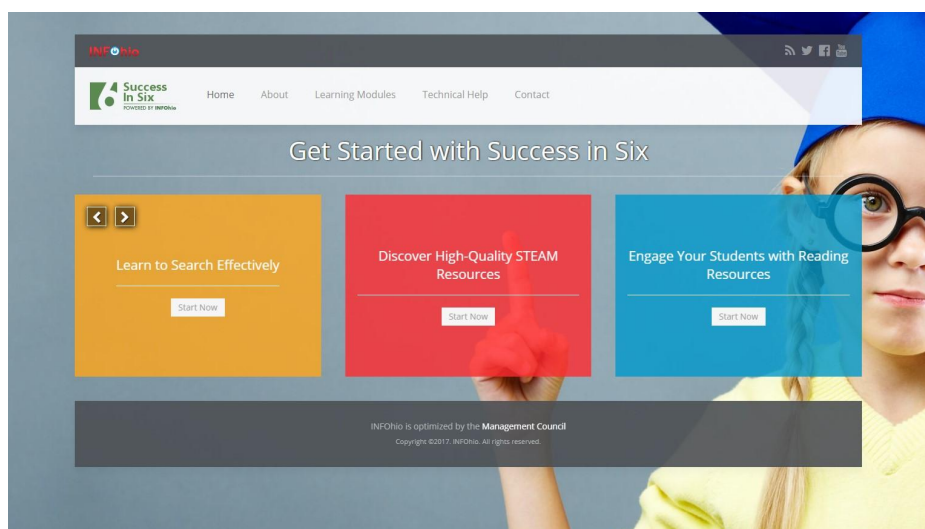 INFOhio
Success
In Six
POWERED BY INFOhio
Home About Learning Modules Technical Help Contact
Get Started with Success in Six
Learn to Search Effectively
Start Now
Discover High-Quality STEAM
Resources
Start Now
Engage Your Students with Reading
Resources
Start Now
INFOhio is optimized by the Management Council
Copyright ©2017. INFOhio. All rights reserved.